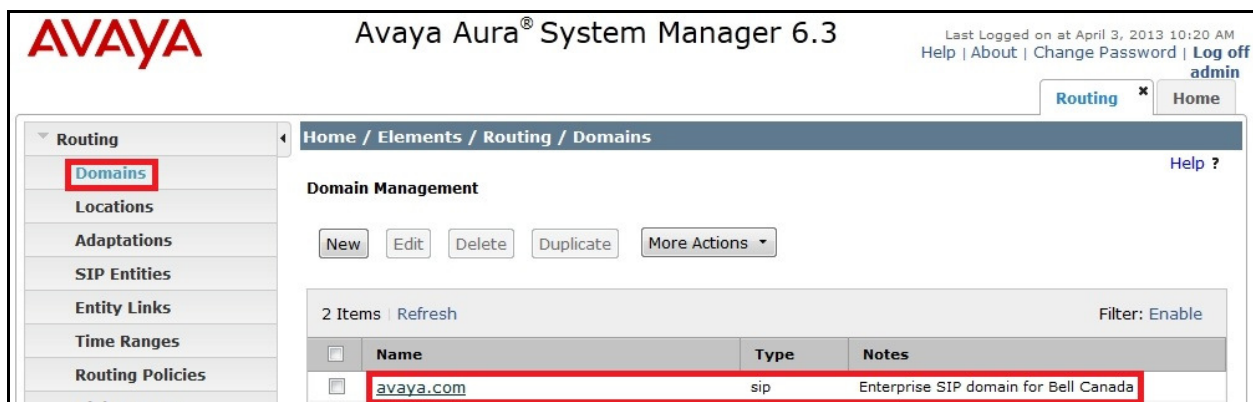 AVAYA
Avaya Aura® System Manager 6.3
Last Logged on at April 3, 2013 10:20 AM
Help | About | Change Password | Log off
admin
Routing × Home
Routing
Domains
Locations
Adaptations
SIP Entities
Entity Links
Time Ranges
Routing Policies
Home / Elements / Routing / Domains
Help ?
Domain Management
New Edit Delete Duplicate More Actions
2 Items | Refresh Filter: Enable
Name Type Notes
avaya.com sip Enterprise SIP domain for Bell Canada